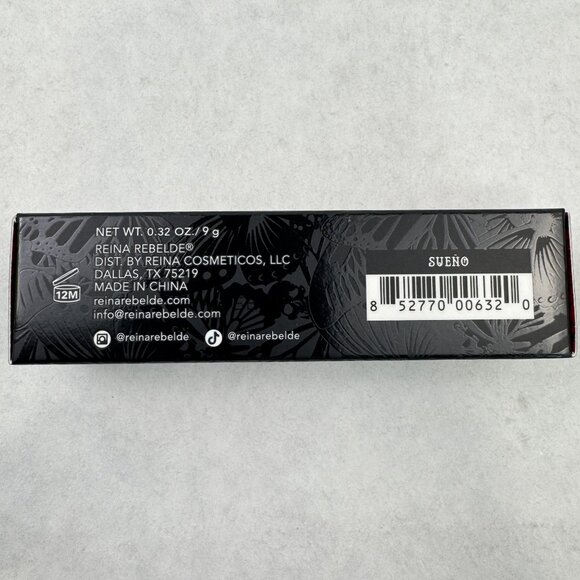 NET WT. 0.32 OZ./9 g
REINA REBELDE®
DIST. BY REINA COSMETICOS, LLC
DALLAS, TX 75219
MADE IN CHINA
reinarebelde.com
info@reinarebelde.com
12M
@reinarebelde @reinarebelde
SUEÑO
8 52770 00632 0